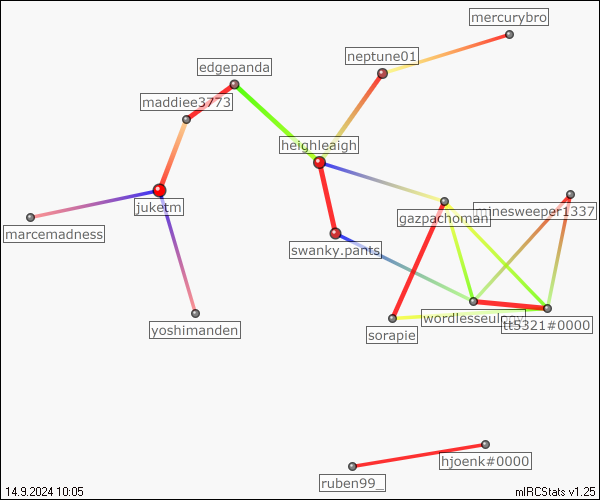 mercurybro
neptune01
edgepanda
maddiee3773
heighleaigh
juketm
gazpachoman
minesweeper1337
marcemadness
swanky.pants
yoshimanden
sorapie
tt5321#0000
hjoenk#0000
ruben99_
14.9.2024 10:05
mIRCStats v1.25